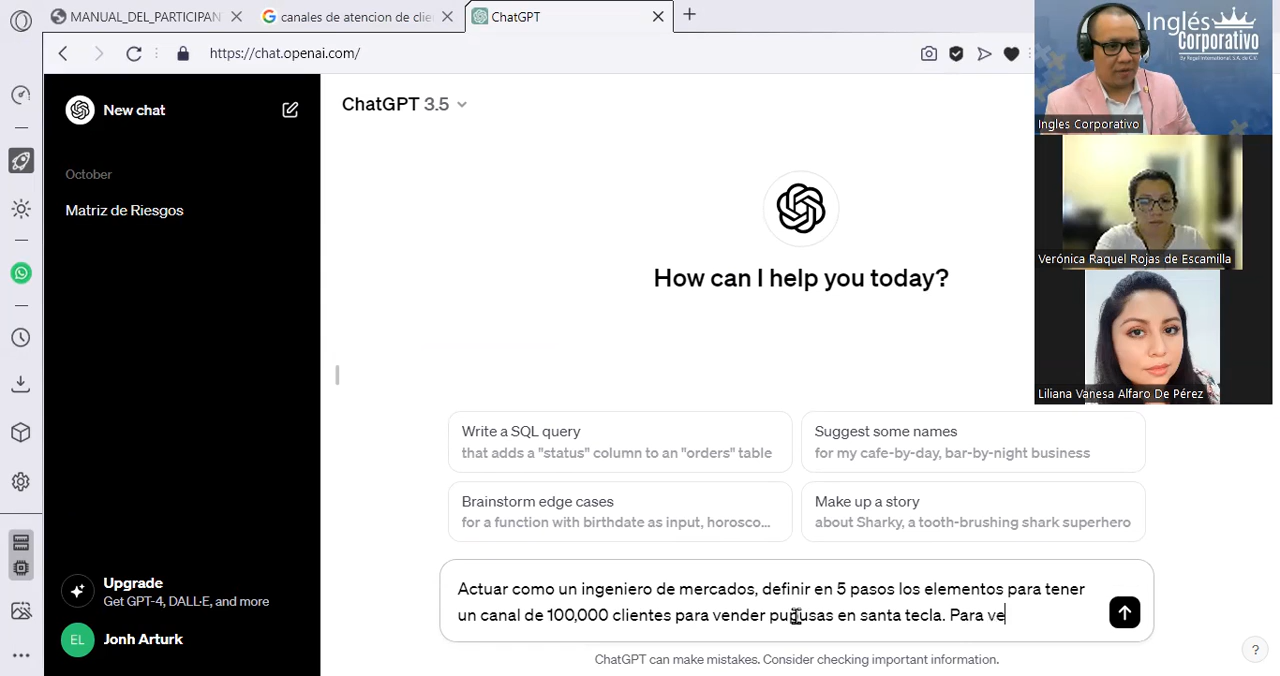 MANUAL_DEL_PARTICIPAN
canales de atencion de clie
ChatGPT
https://chat.openai.com/
New chat
October
Matriz de Riesgos
Upgrade
Get GPT-4, DALL·E, and more
EL
Jonh Arturk
ChatGPT 3.5
How can I help you today?
Write a SQL query
that adds a "status" column to an "orders" table
Suggest some names
for my cafe-by-day, bar-by-night business
Brainstorm edge cases
for a function with birthdate as input, horosco...
Make up a story
about Sharky, a tooth-brushing shark superhero
Actuar como un ingeniero de mercados, definir en 5 pasos los elementos para tener
un canal de 100,000 clientes para vender pupusas en santa tecla. Para ve
ChatGPT can make mistakes. Consider checking important information.
?
Inglés
Corporativo
By Regal International, S.A. de C.V.
Ingles Corporativo
Verónica Raquel Rojas de Escamilla
Liliana Vanesa Alfaro De Pérez